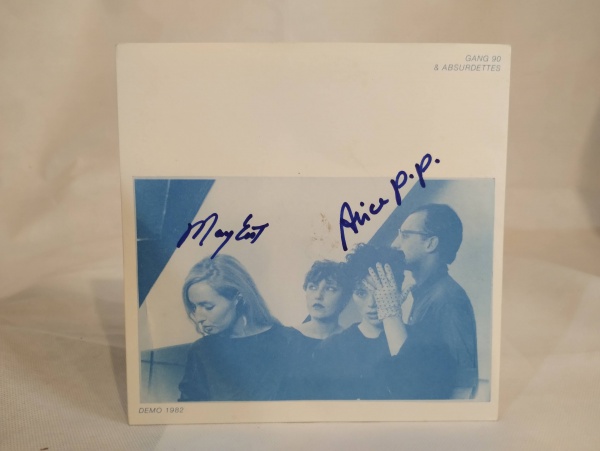 GANG 90
& ABSURDETTES
May East
Alice p.p.
DEMO 1982